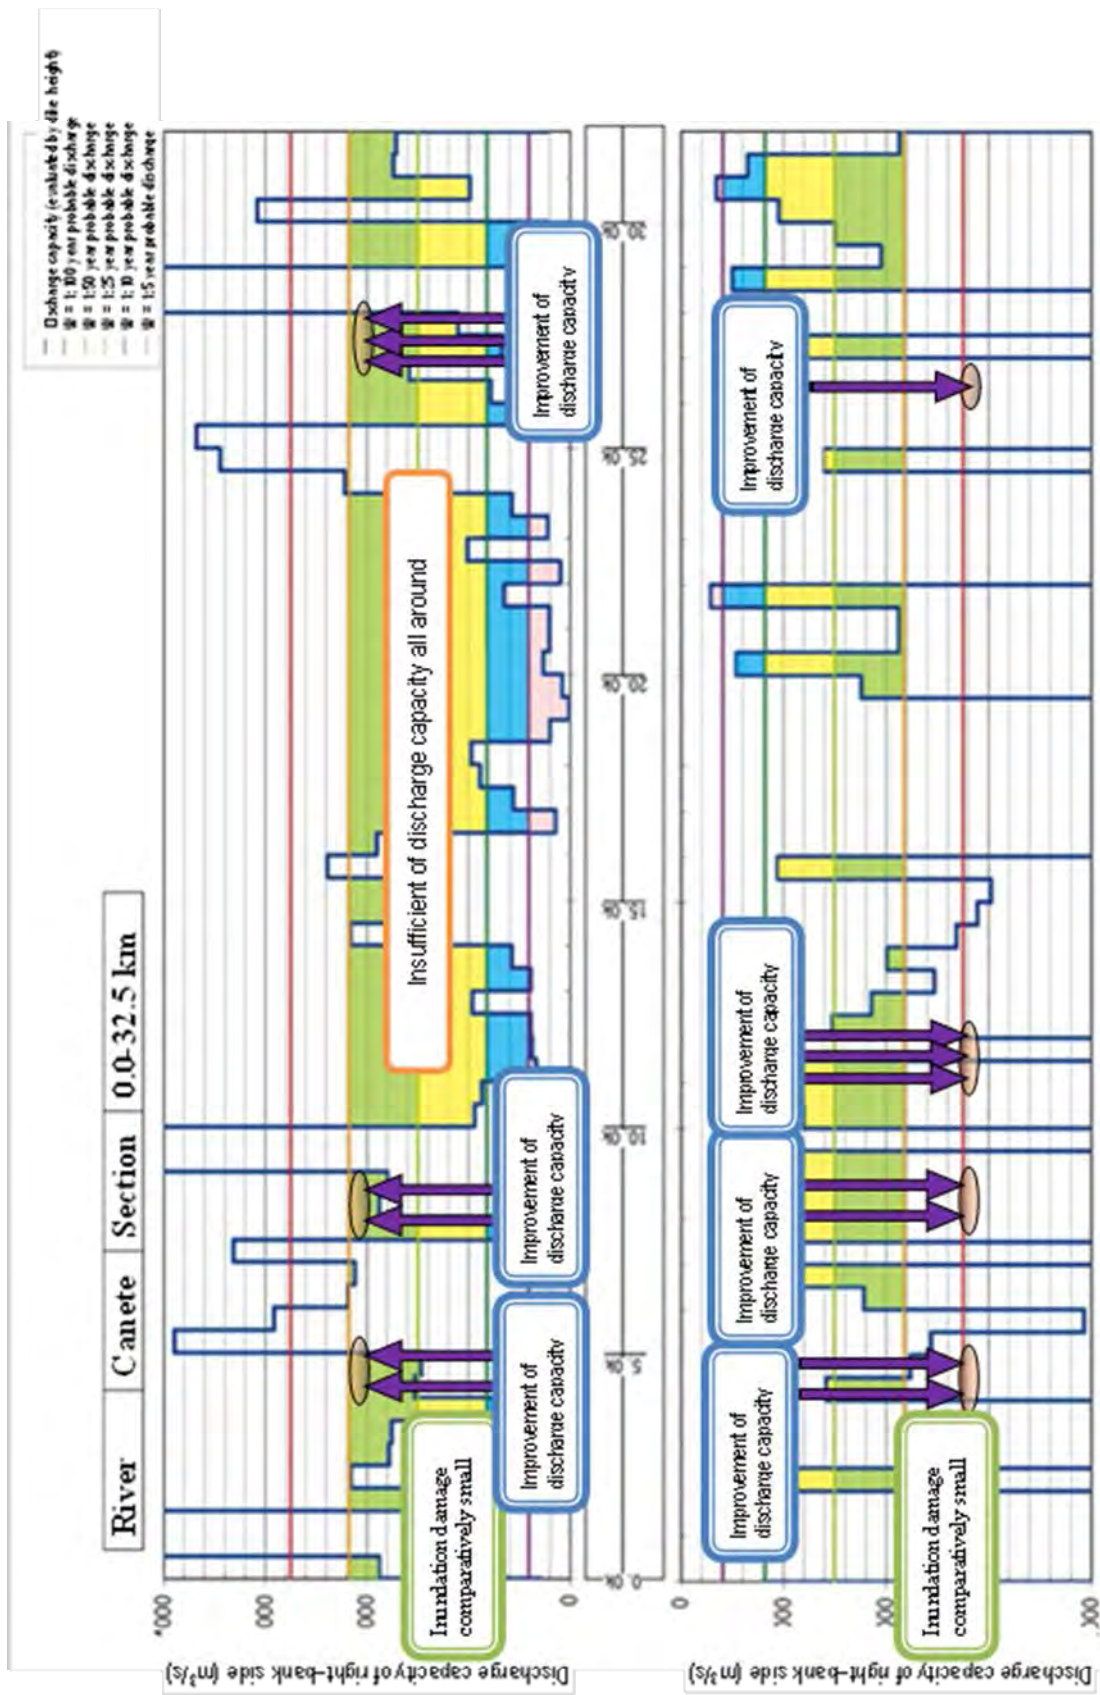 Discharge capacity (evaluated by dike height)
= 1:100 year probable discharge
= 1:50 year probable discharge
= 1:25 year probable discharge
= 1:10 year probable discharge
= 1:5 year probable discharge
River Canete Section 0.0-32.5 km
Discharge capacity of right-bank side (m³/s)
0
Insufficient of discharge capacity all around
Improvement of
discharge capacity
Improvement of
discharge capacity
Improvement of
discharge capacity
Inundation damage
comparatively small
0.0k
5.0k
10.0k
15.0k
20.0k
25.0k
30.0k
Discharge capacity of right-bank side (m³/s)
0
Improvement of
discharge capacity
Improvement of
discharge capacity
Improvement of
discharge capacity
Improvement of
discharge capacity
Inundation damage
comparatively small